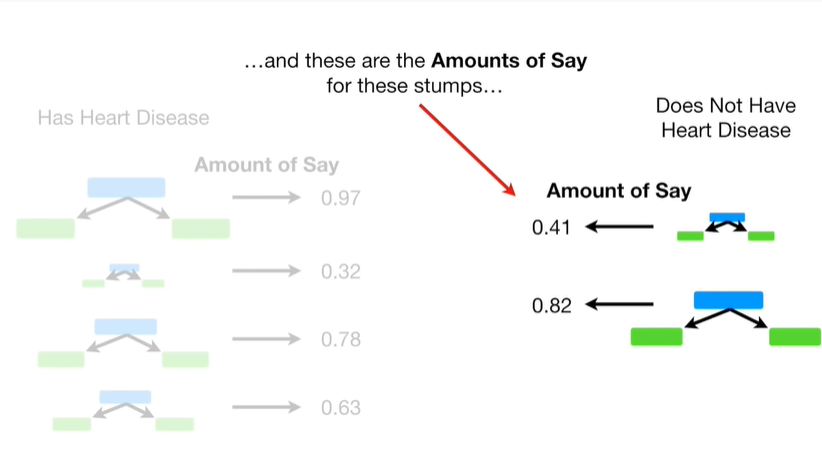 …and these are the Amounts of Say
for these stumps…
Has Heart Disease
Amount of Say
0.97
0.32
0.78
0.63
Does Not Have
Heart Disease
Amount of Say
0.41
0.82